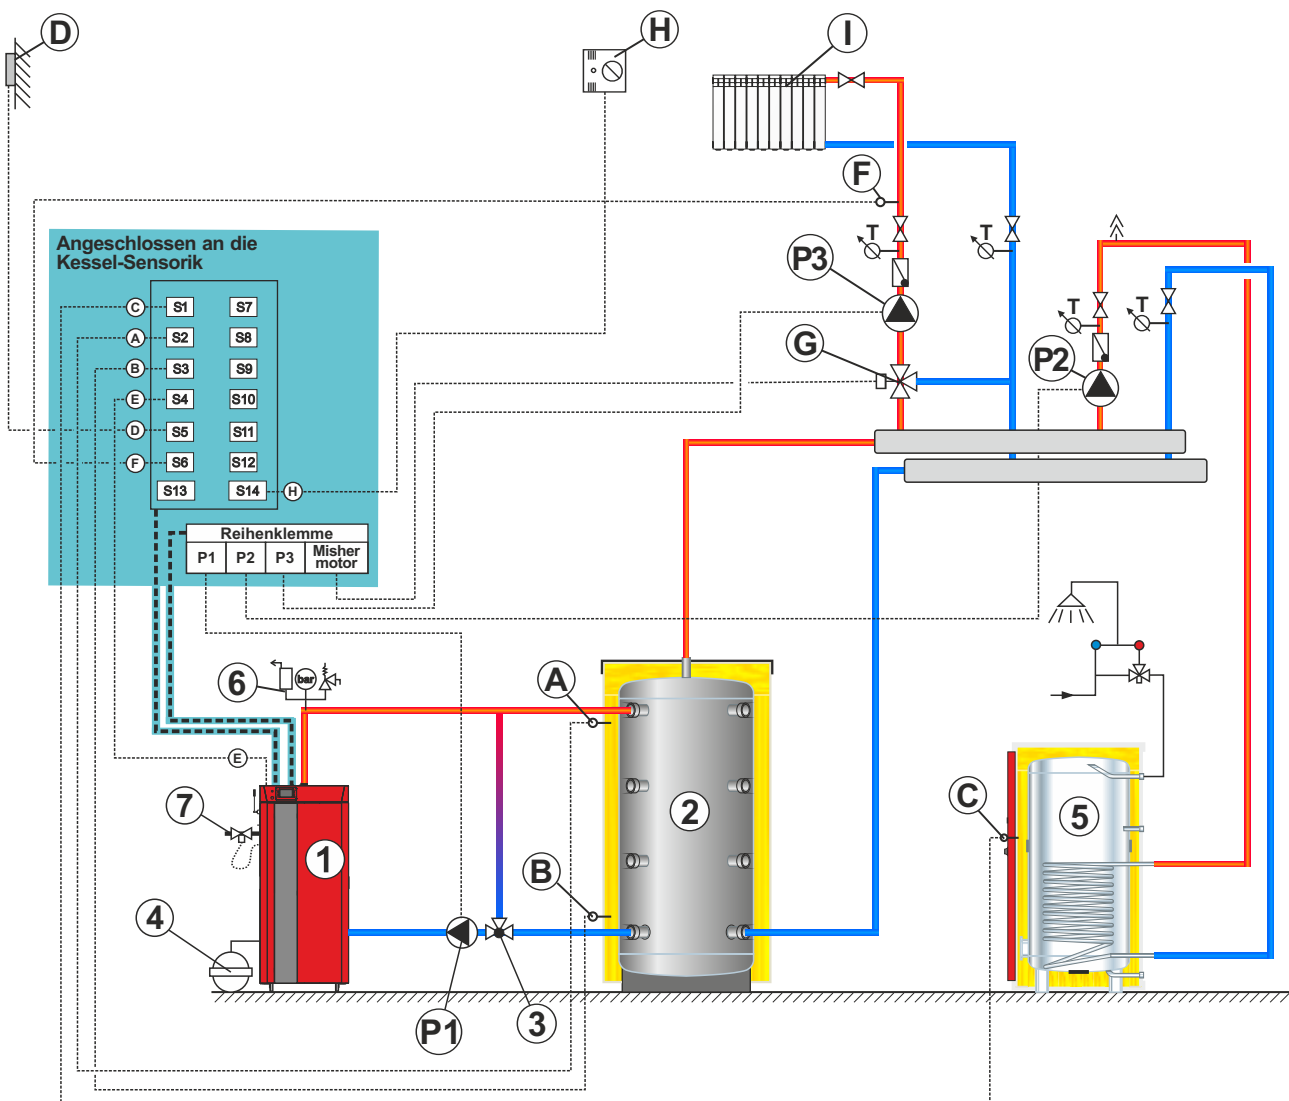 D
H
I
F
T
T
P3
T
T
G
P2
Angeschlossen an die
Kessel-Sensorik
C S1 S7
A S2 S8
B S3 S9
E S4 S10
D S5 S11
F S6 S12
S13 S14 H
Reihenklemme
P1 P2 P3 Misher
motor
6
bar
A
E
7
1
2
C
5
B
4
P1
3